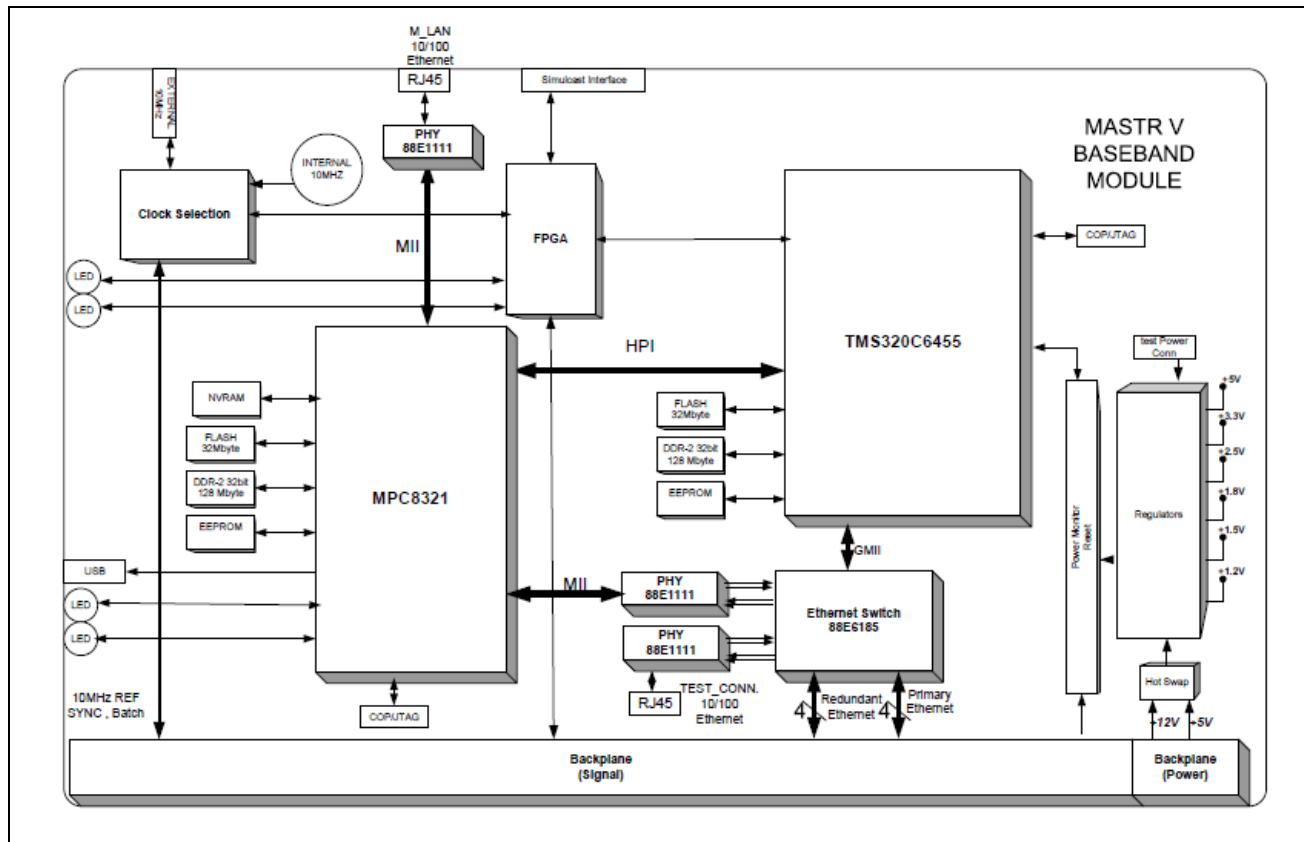 M_LAN
10/100
Ethernet
RJ45
Simulcast Interface
EXTERNAL
10MHz
PHY
88E1111
MASTR V
BASEBAND
MODULE
INTERNAL
10MHZ
Clock Selection
FPGA
COP/JTAG
MII
LED
LED
HPI
TMS320C6455
test Power
Conn
+5V
NVRAM
FLASH
32Mbyte
+3.3V
FLASH
32Mbyte
+2.5V
DDR-2 32bit
128 Mbyte
DDR-2 32bit
128 Mbyte
MPC8321
EEPROM
+1.8V
Regulators
EEPROM
Power Monitor
Reset
+1.5V
GMII
USB
MII
PHY
88E1111
+1.2V
LED
Ethernet Switch
88E6185
LED
PHY
88E1111
10MHz REF
SYNC , Batch
COP/JTAG
RJ45
TEST_CONN.
10/100
Ethernet
4
Redundant
Ethernet
4
Primary
Ethernet
Hot Swap
+12V
+5V
Backplane
(Signal)
Backplane
(Power)